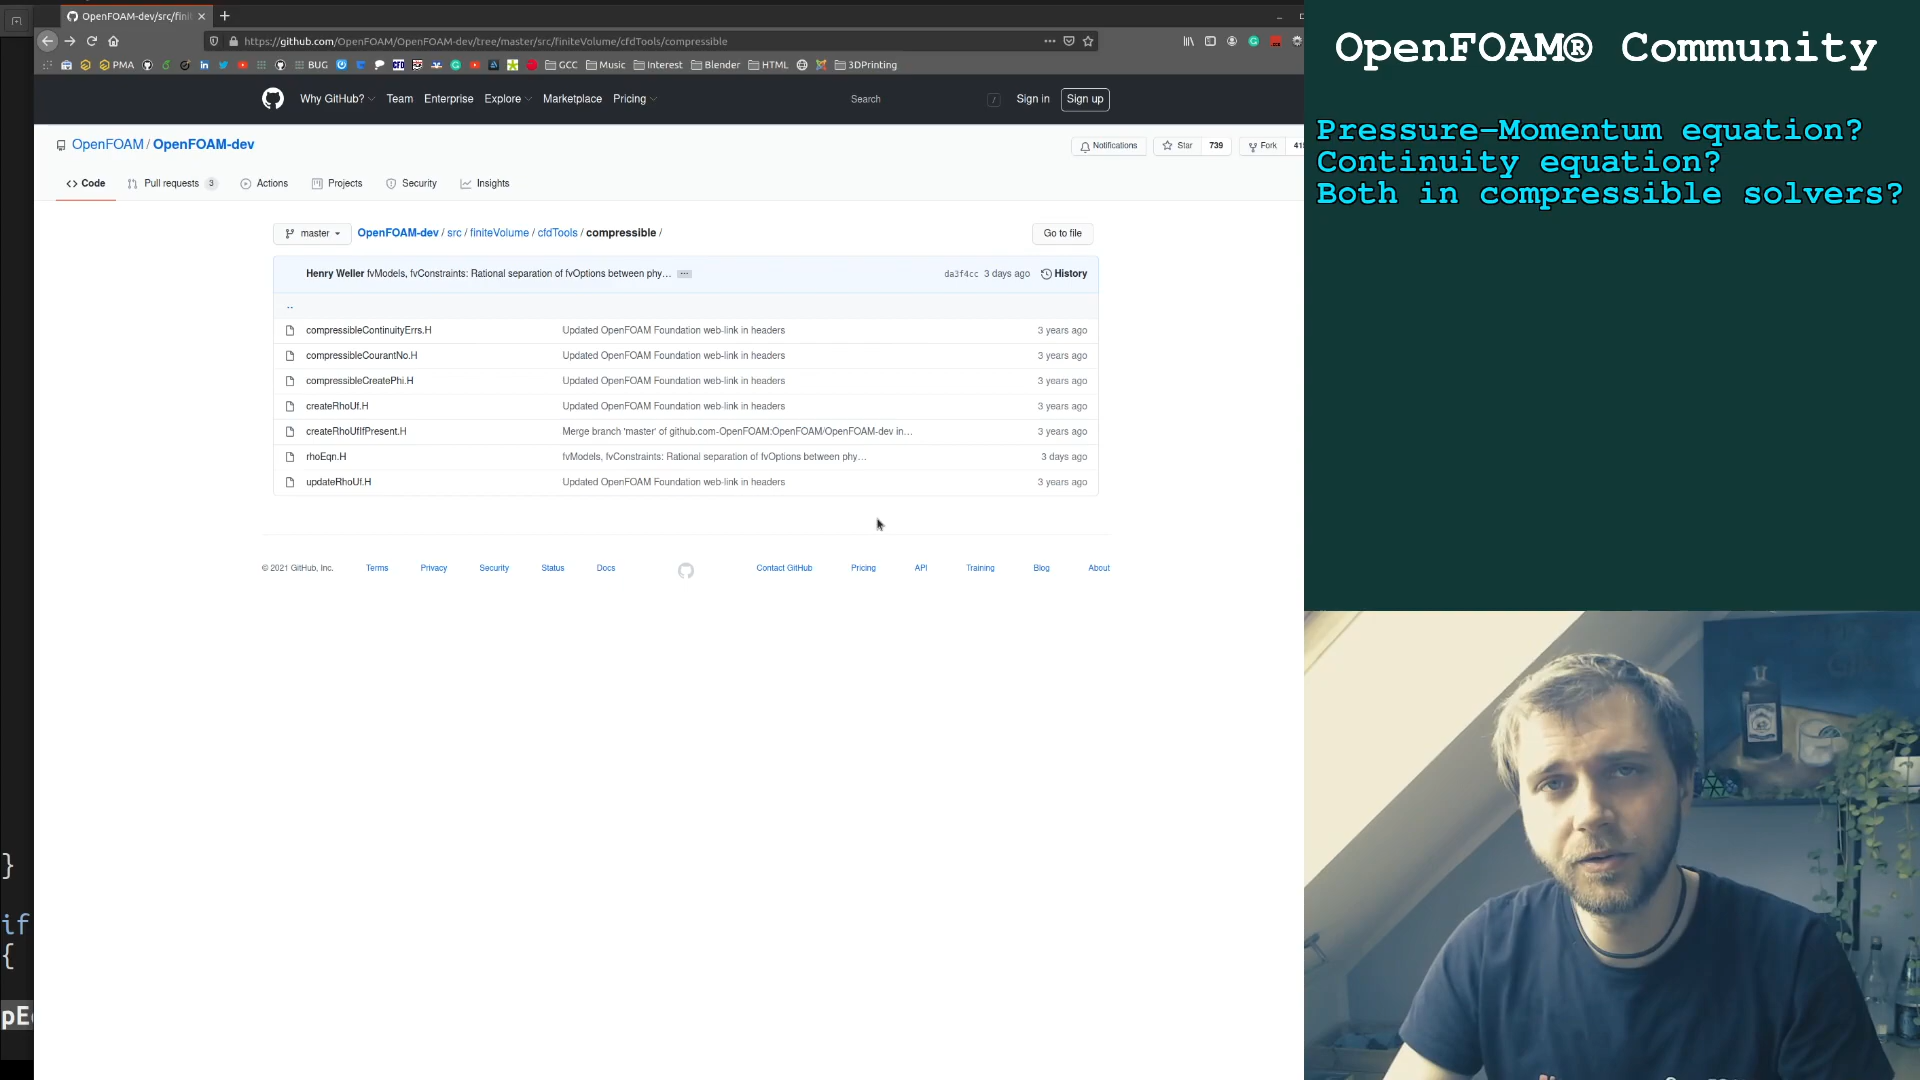 OpenFOAM-dev/src/fini
https://github.com/OpenFOAM/OpenFOAM-dev/tree/master/src/finiteVolume/cfdTools/compressible
PMA
BUG
GCC
Music
Interest
Blender
HTML
3DPrinting
Why GitHub?
Team
Enterprise
Explore
Marketplace
Pricing
Search
/
Sign in
Sign up
OpenFOAM / OpenFOAM-dev
Notifications
Star
739
Fork
Code
Pull requests 3
Actions
Projects
Security
Insights
master
OpenFOAM-dev / src / finiteVolume / cfdTools / compressible /
Go to file
Henry Weller fvModels, fvConstraints: Rational separation of fvOptions between phy…
da3f4cc 3 days ago
History
..
compressibleContinuityErrs.H Updated OpenFOAM Foundation web-link in headers 3 years ago
compressibleCourantNo.H Updated OpenFOAM Foundation web-link in headers 3 years ago
compressibleCreatePhi.H Updated OpenFOAM Foundation web-link in headers 3 years ago
createRhoUf.H Updated OpenFOAM Foundation web-link in headers 3 years ago
createRhoUfIfPresent.H Merge branch 'master' of github.com-OpenFOAM:OpenFOAM/OpenFOAM-dev in… 3 years ago
rhoEqn.H fvModels, fvConstraints: Rational separation of fvOptions between phy… 3 days ago
updateRhoUf.H Updated OpenFOAM Foundation web-link in headers 3 years ago
© 2021 GitHub, Inc.
Terms
Privacy
Security
Status
Docs
Contact GitHub
Pricing
API
Training
Blog
About
}
if
{
OpenFOAM® Community
Pressure-Momentum equation?
Continuity equation?
Both in compressible solvers?